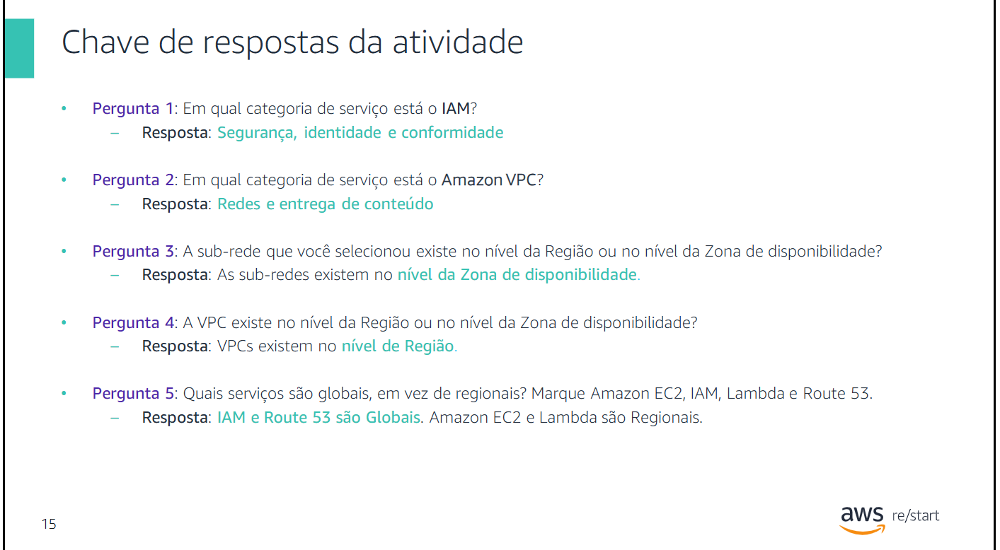 Chave de respostas da atividade
• Pergunta 1: Em qual categoria de serviço está o IAM?
– Resposta: Segurança, identidade e conformidade
• Pergunta 2: Em qual categoria de serviço está o Amazon VPC?
– Resposta: Redes e entrega de conteúdo
• Pergunta 3: A sub-rede que você selecionou existe no nível da Região ou no nível da Zona de disponibilidade?
– Resposta: As sub-redes existem no nível da Zona de disponibilidade.
• Pergunta 4: A VPC existe no nível da Região ou no nível da Zona de disponibilidade?
– Resposta: VPCs existem no nível de Região.
• Pergunta 5: Quais serviços são globais, em vez de regionais? Marque Amazon EC2, IAM, Lambda e Route 53.
– Resposta: IAM e Route 53 são Globais. Amazon EC2 e Lambda são Regionais.
15
aws re/start